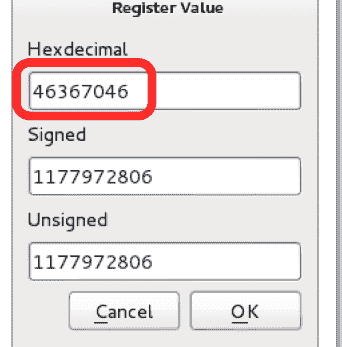 Register Value
Hexdecimal
46367046
Signed
1177972806
Unsigned
1177972806
Cancel
OK